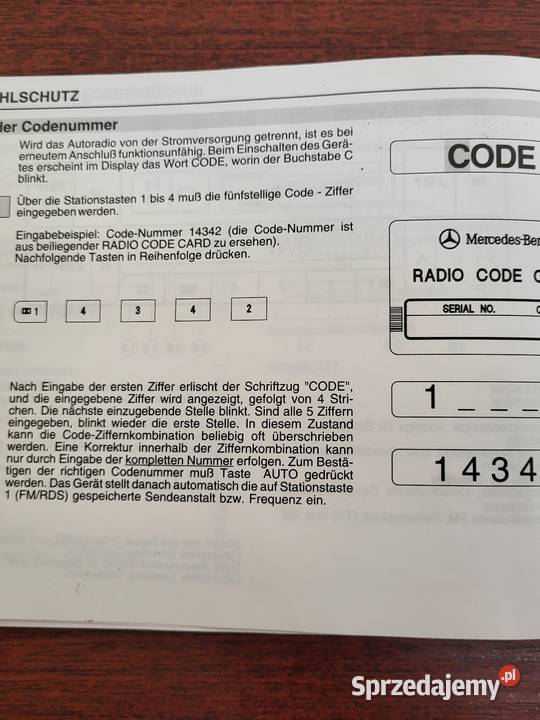 HLSCHUTZ
der Codenummer
Wird das Autoradio von der Stromversorgung getrennt, ist es bei
erneutem Anschluß funktionsunfähig. Beim Einschalten des Gerä-
tes erscheint im Display das Wort CODE, worin der Buchstabe C
blinkt.
Über die Stationstasten 1 bis 4 muß die fünfstellige Code - Ziffer
eingegeben werden.
Eingabebeispiel: Code-Nummer 14342 (die Code-Nummer ist
aus beiliegender RADIO CODE CARD zu ersehen).
Nachfolgende Tasten in Reihenfolge drücken.
1 4 3 4 2
Nach Eingabe der ersten Ziffer erlischt der Schriftzug "CODE",
und die eingegebene Ziffer wird angezeigt, gefolgt von 4 Stri-
chen. Die nächste einzugebende Stelle blinkt. Sind alle 5 Ziffern
eingegeben, blinkt wieder die erste Stelle. In diesem Zustand
kann die Code-Ziffernkombination beliebig oft überschrieben
werden. Eine Korrektur innerhalb der Ziffernkombination kann
nur durch Eingabe der kompletten Nummer erfolgen. Zum Bestä-
tigen der richtigen Codenummer muß Taste AUTO gedrückt
werden. Das Gerät stellt danach automatisch die auf Stationstaste
1 (FM/RDS) gespeicherte Sendeanstalt bzw. Frequenz ein.
CODE
Mercedes-Ben
RADIO CODE C
SERIAL NO.
1 _ _ _
1 4 3 4
Sprzedajemy.pl